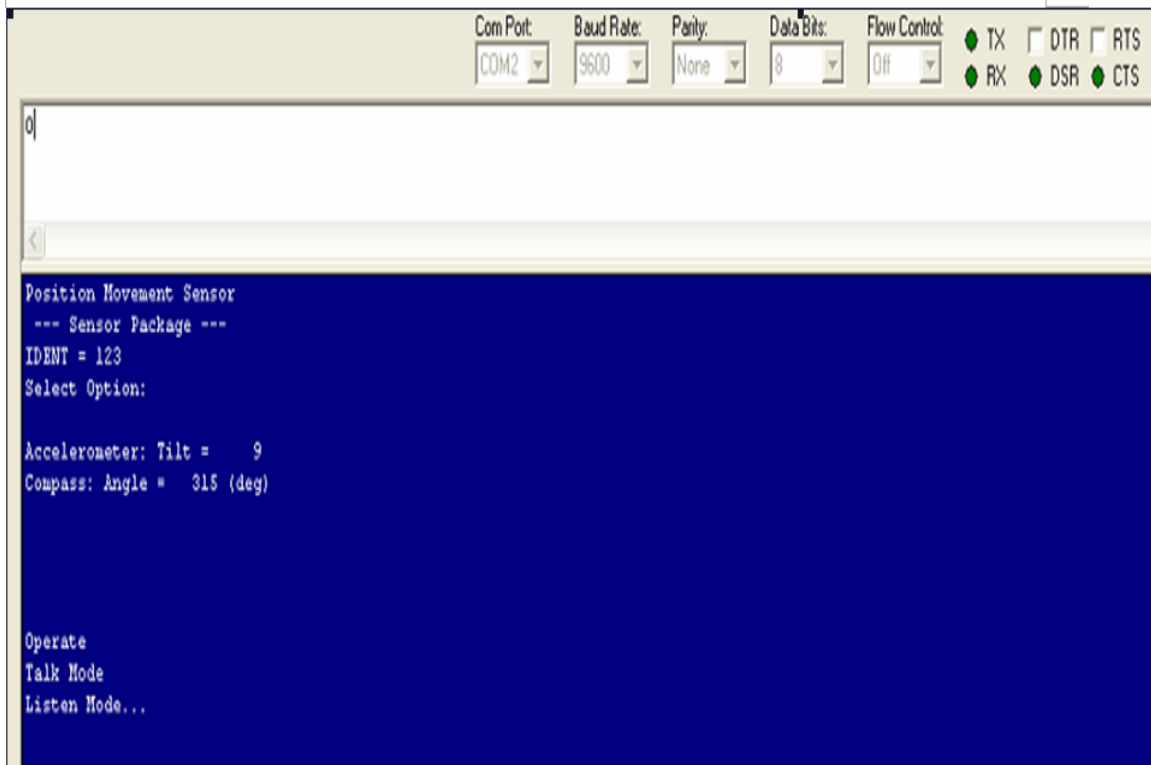 Com Port: Baud Rate: Parity: Data Bits: Flow Control:
COM2 9600 None 8 Off
TX DTR RTS
RX DSR CTS
0
Position Movement Sensor
--- Sensor Package ---
IDENT = 123
Select Option:
Accelerometer: Tilt = 9
Compass: Angle = 315 (deg)
Operate
Talk Mode
Listen Mode...